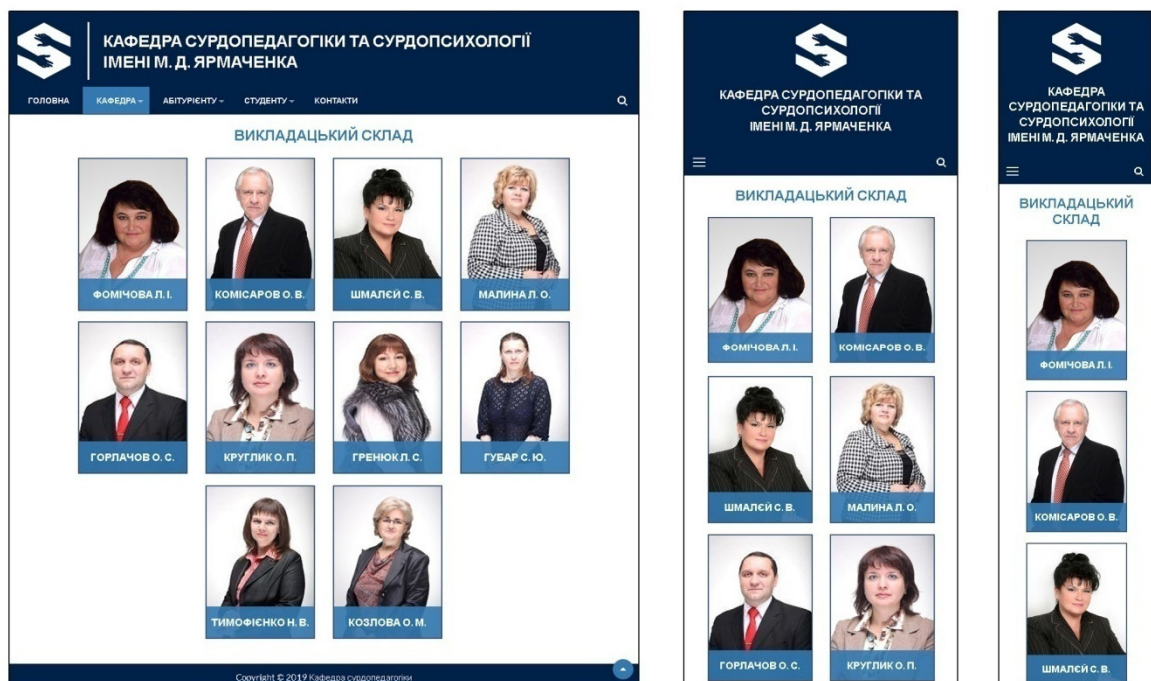 КАФЕДРА СУРДОПЕДАГОГІКИ ТА СУРДОПСИХОЛОГІЇ
ІМЕНІ М. Д. ЯРМАЧЕНКА
ГОЛОВНА КАФЕДРА АБІТУРІЄНТУ СТУДЕНТУ КОНТАКТИ
ВИКЛАДАЦЬКИЙ СКЛАД
ФОМІЧОВА Л. І. КОМІСАРОВ О. В. ШМАЛЄЙ С. В. МАЛИНА Л. О.
ГОРЛАЧОВ О. С. КРУГЛИК О. П. ГРЕНЮК Л. С. ГУБАР С. Ю.
ТИМОФІЄНКО Н. В. КОЗЛОВА О. М.
Copyright © 2019 Кафедра сурдопедагогіки
КАФЕДРА СУРДОПЕДАГОГІКИ ТА
СУРДОПСИХОЛОГІЇ
ІМЕНІ М. Д. ЯРМАЧЕНКА
ВИКЛАДАЦЬКИЙ СКЛАД
ФОМІЧОВА Л. І. КОМІСАРОВ О. В.
ШМАЛЄЙ С. В. МАЛИНА Л. О.
ГОРЛАЧОВ О. С. КРУГЛИК О. П.
КАФЕДРА
СУРДОПЕДАГОГІКИ ТА
СУРДОПСИХОЛОГІЇ
ІМЕНІ М. Д. ЯРМАЧЕНКА
ВИКЛАДАЦЬКИЙ
СКЛАД
ФОМІЧОВА Л. І.
КОМІСАРОВ О. В.
ШМАЛЄЙ С. В.